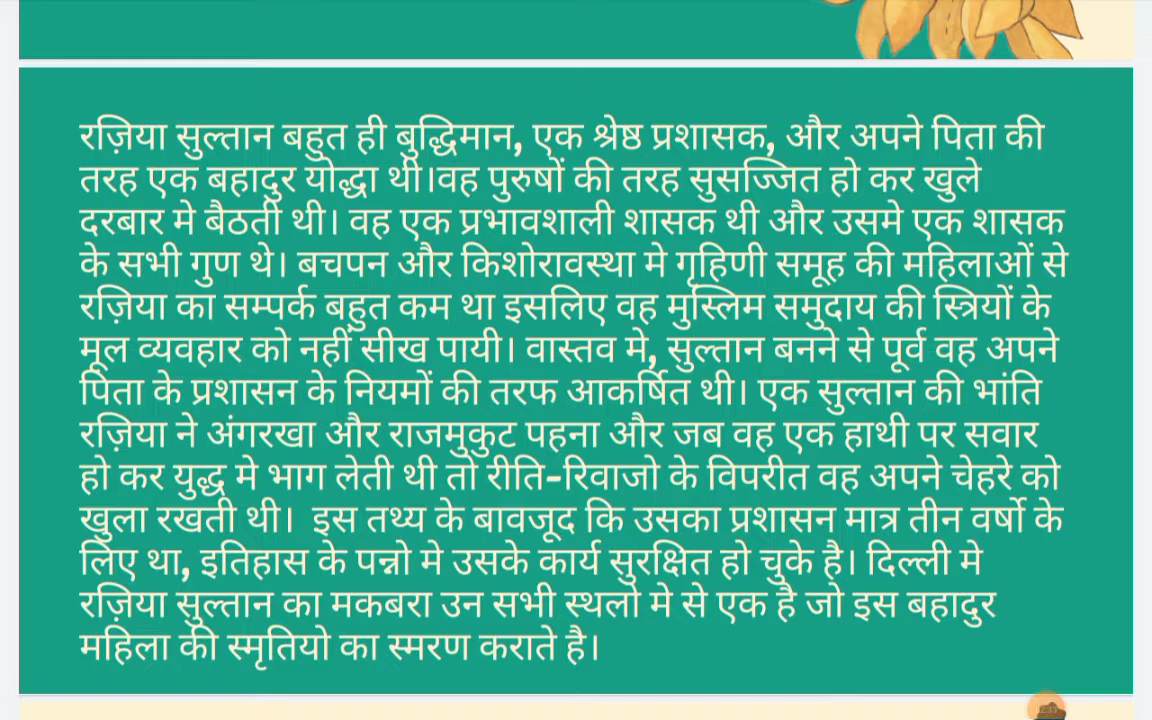 रज़िया सुल्तान बहुत ही बुद्धिमान, एक श्रेष्ठ प्रशासक, और अपने पिता की
तरह एक बहादुर योद्धा थी।वह पुरुषों की तरह सुसज्जित हो कर खुले
दरबार मे बैठती थी। वह एक प्रभावशाली शासक थी और उसमे एक शासक
के सभी गुण थे। बचपन और किशोरावस्था मे गृहिणी समूह की महिलाओं से
रज़िया का सम्पर्क बहुत कम था इसलिए वह मुस्लिम समुदाय की स्त्रियों के
मूल व्यवहार को नहीं सीख पायी। वास्तव मे, सुल्तान बनने से पूर्व वह अपने
पिता के प्रशासन के नियमों की तरफ आकर्षित थी। एक सुल्तान की भांति
रज़िया ने अंगरखा और राजमुकुट पहना और जब वह एक हाथी पर सवार
हो कर युद्ध मे भाग लेती थी तो रीति-रिवाजो के विपरीत वह अपने चेहरे को
खुला रखती थी।  इस तथ्य के बावजूद कि उसका प्रशासन मात्र तीन वर्षो के
लिए था, इतिहास के पन्नो मे उसके कार्य सुरक्षित हो चुके है। दिल्ली मे
रज़िया सुल्तान का मकबरा उन सभी स्थलो मे से एक है जो इस बहादुर
महिला की स्मृतियो का स्मरण कराते है।